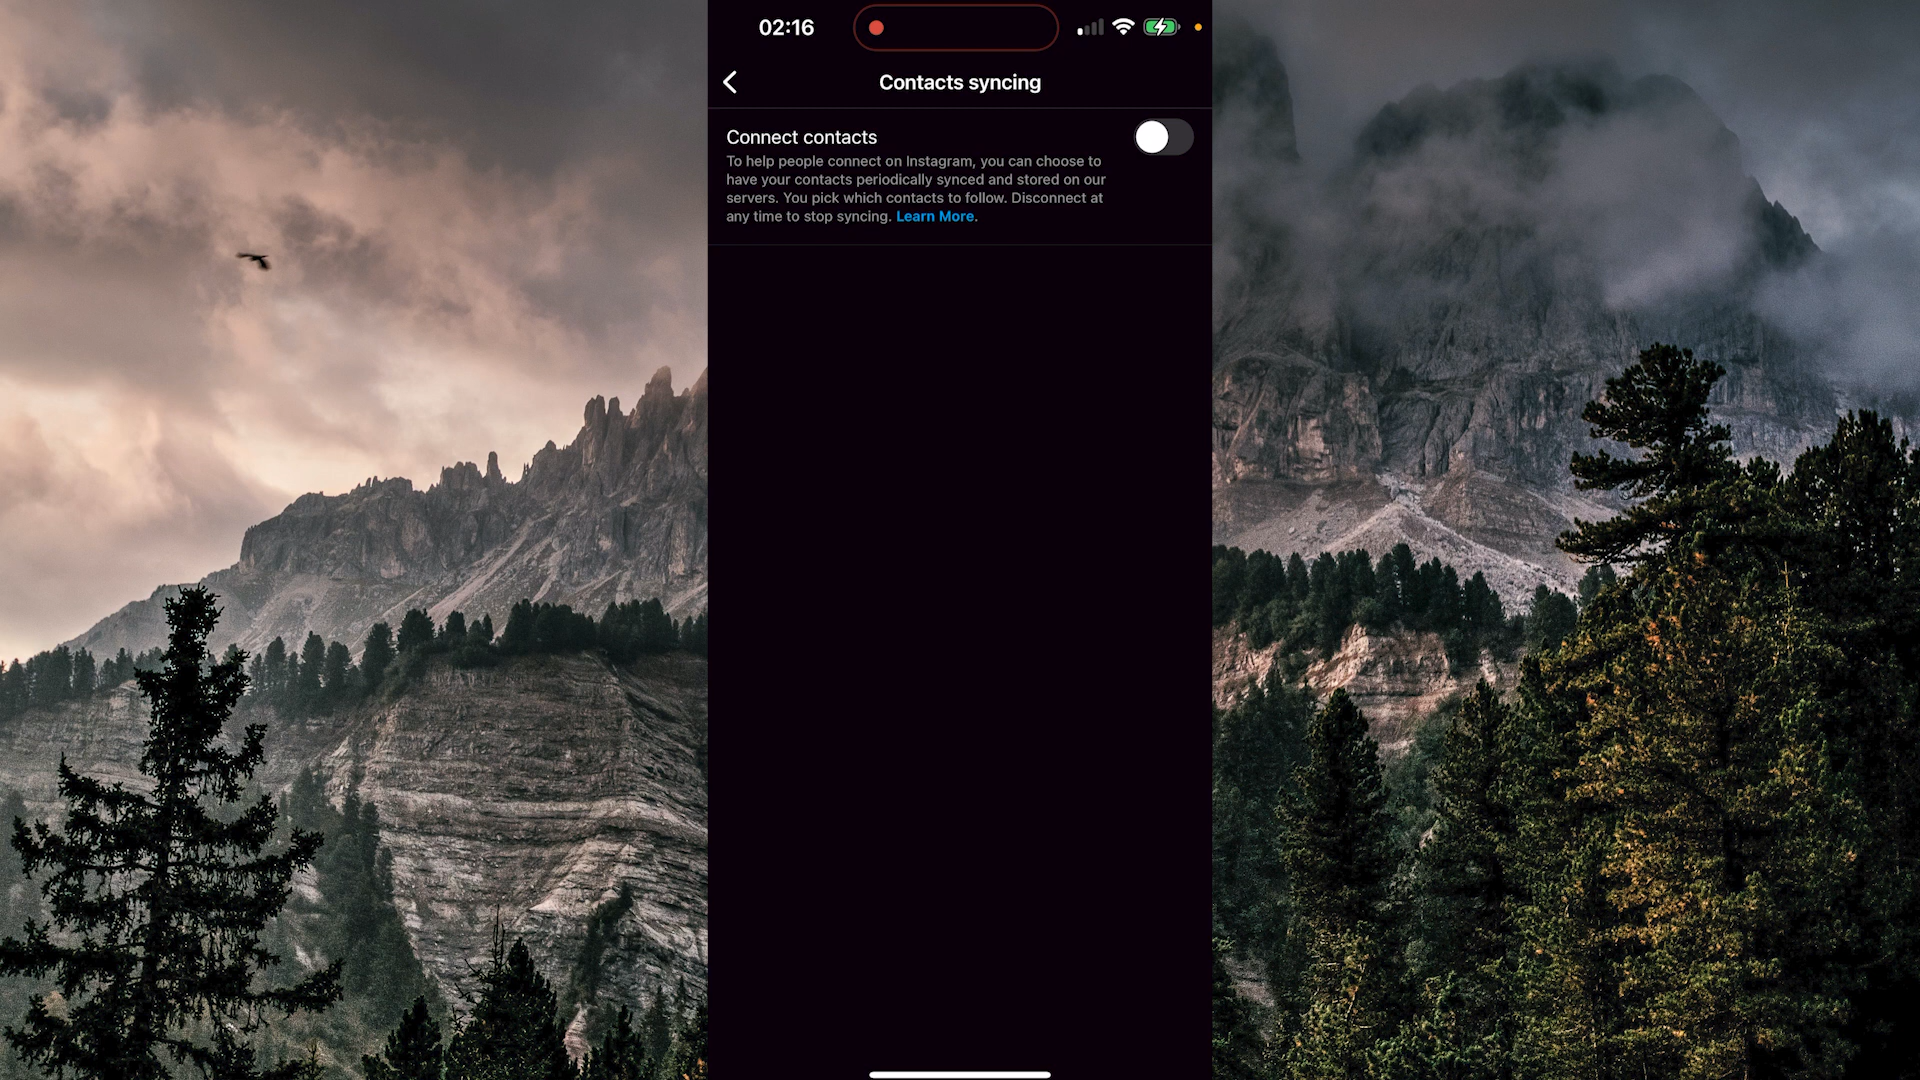 02:16
Contacts syncing
Connect contacts
To help people connect on Instagram, you can choose to
have your contacts periodically synced and stored on our
servers. You pick which contacts to follow. Disconnect at
any time to stop syncing. Learn More.